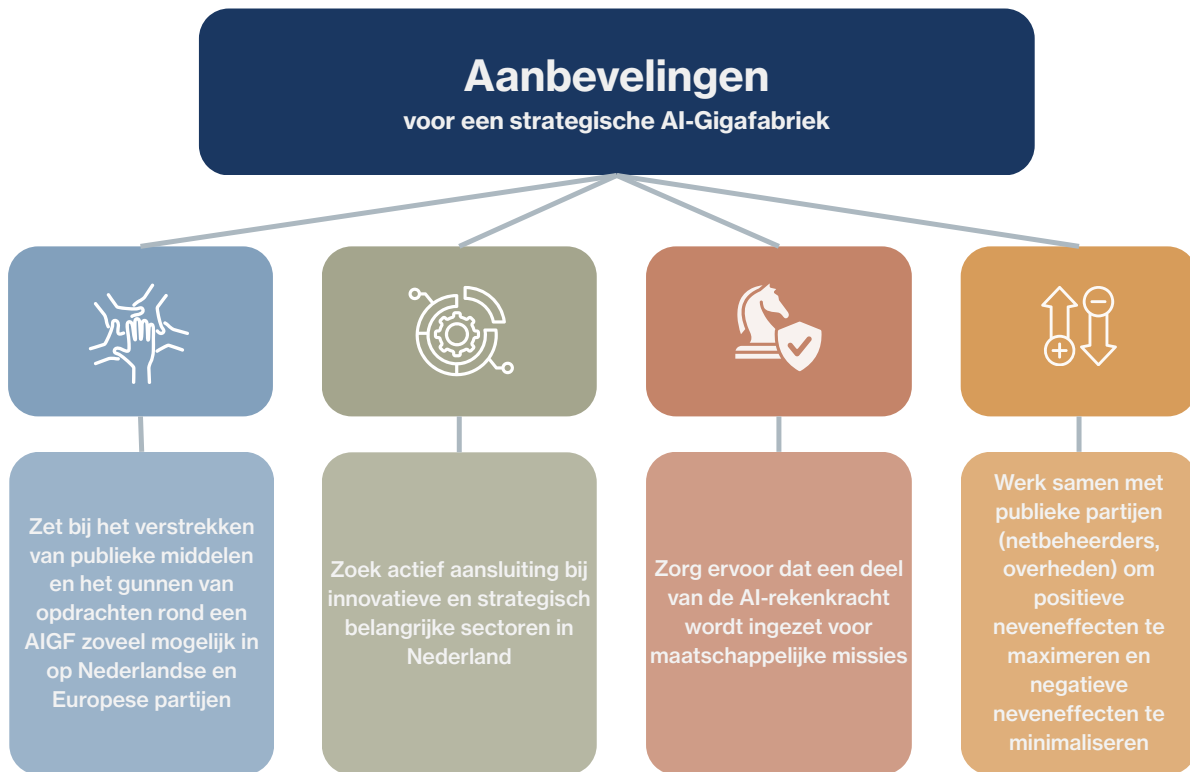 Aanbevelingen
voor een strategische AI-Gigafabriek
Zet bij het verstrekken
van publieke middelen
en het gunnen van
opdrachten rond een
AIGF zoveel mogelijk in
op Nederlandse en
Europese partijen
Zoek actief aansluiting bij
innovatieve en strategisch
belangrijke sectoren in
Nederland
Zorg ervoor dat een deel
van de AI-rekenkracht
wordt ingezet voor
maatschappelijke missies
Werk samen met
publieke partijen
(netbeheerders,
overheden) om
positieve
neveneffecten te
maximeren en
negatieve
neveneffecten te
minimaliseren